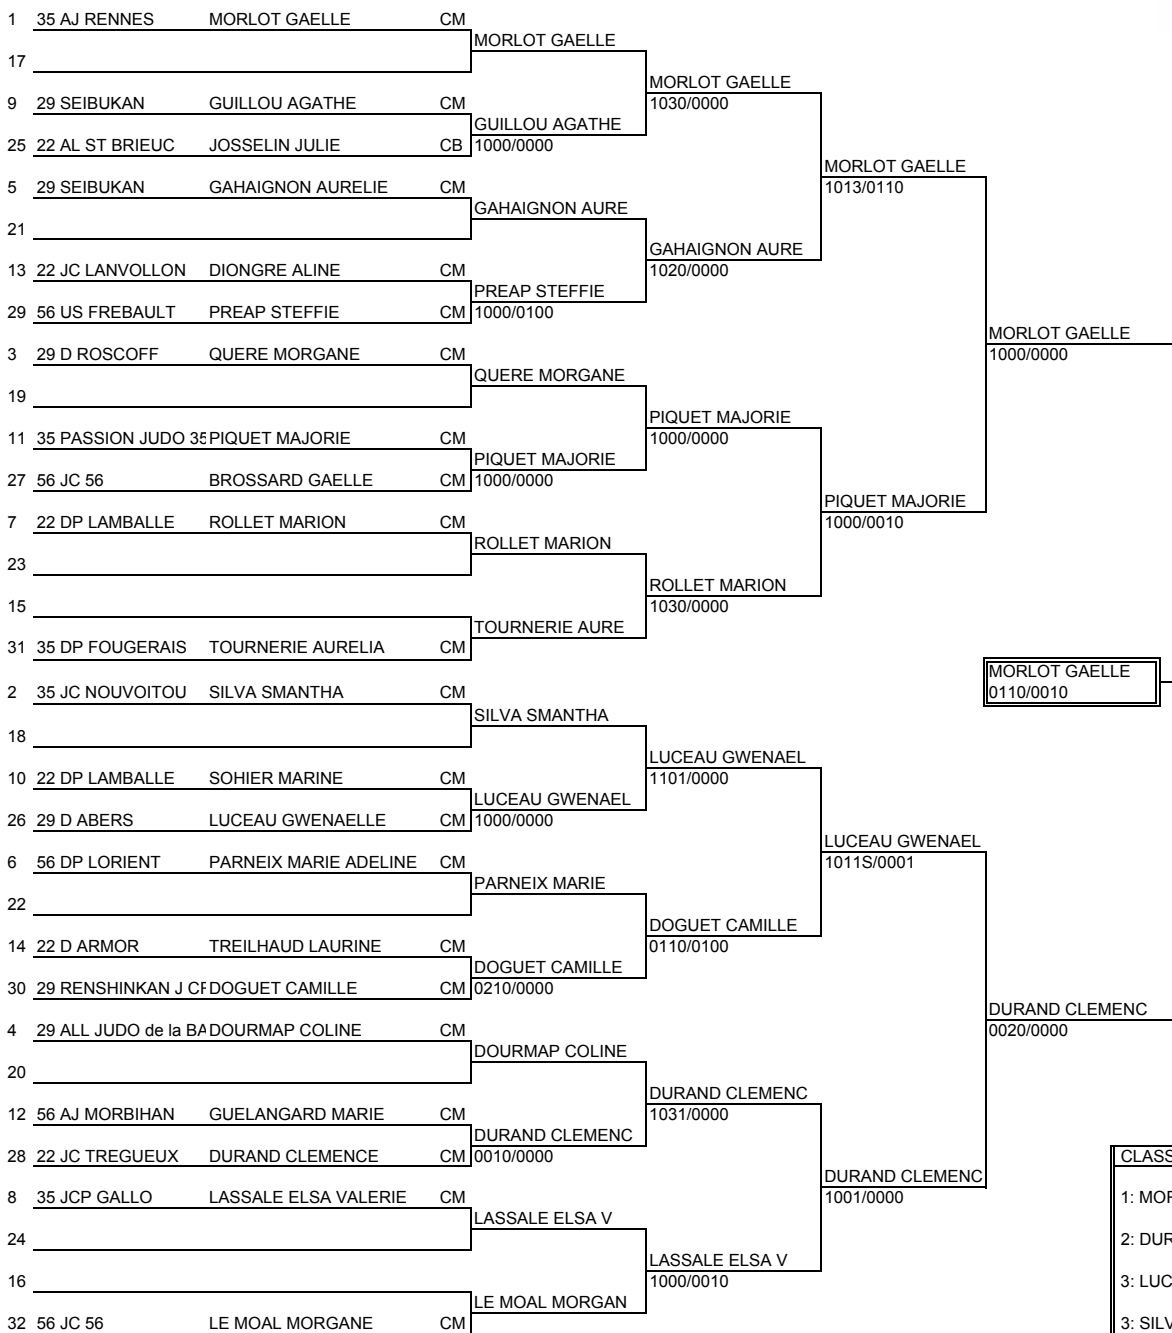 1 35 AJ RENNES MORLOT GAELLE CM
MORLOT GAELLE
17
MORLOT GAELLE
1030/0000
9 29 SEIBUKAN GUILLOU AGATHE CM
GUILLOU AGATHE
25 22 AL ST BRIEUC JOSSELIN JULIE CB 1000/0000
MORLOT GAELLE
1013/0110
5 29 SEIBUKAN GAHAIGNON AURELIE CM
GAHAIGNON AURE
21
GAHAIGNON AURE
1020/0000
13 22 JC LANVOLLON DIONGRE ALINE CM
PREAP STEFFIE
29 56 US FREBAULT PREAP STEFFIE CM 1000/0100
MORLOT GAELLE
1000/0000
3 29 D ROSCOFF QUERE MORGANE CM
QUERE MORGANE
19
PIQUET MAJORIE
1000/0000
11 35 PASSION JUDO 35 PIQUET MAJORIE CM
PIQUET MAJORIE
27 56 JC 56 BROSSARD GAELLE CM 1000/0000
PIQUET MAJORIE
1000/0010
7 22 DP LAMBALLE ROLLET MARION CM
ROLLET MARION
23
ROLLET MARION
1030/0000
15
TOURNERIE AURE
31 35 DP FOUGERAIS TOURNERIE AURELIA CM
MORLOT GAELLE
0110/0010
2 35 JC NOUVOITOU SILVA SMANTHA CM
SILVA SMANTHA
18
LUCEAU GWENAEL
1101/0000
10 22 DP LAMBALLE SOHIER MARINE CM
LUCEAU GWENAEL
26 29 D ABERS LUCEAU GWENAELLE CM 1000/0000
LUCEAU GWENAEL
1011S/0001
6 56 DP LORIENT PARNEIX MARIE ADELINE CM
PARNEIX MARIE
22
DOGUET CAMILLE
0110/0100
14 22 D ARMOR TREILHAUD LAURINE CM
DOGUET CAMILLE
30 29 RENSHINKAN J CF DOGUET CAMILLE CM 0210/0000
DURAND CLEMENC
0020/0000
4 29 ALL JUDO de la BA DOURMAP COLINE CM
DOURMAP COLINE
20
DURAND CLEMENC
1031/0000
12 56 AJ MORBIHAN GUELANGARD MARIE CM
DURAND CLEMENC
28 22 JC TREGUEUX DURAND CLEMENCE CM 0010/0000
DURAND CLEMENC
1001/0000
CLASS
8 35 JCP GALLO LASSALE ELSA VALERIE CM
1: MOR
LASSALE ELSA V
24
2: DUR
LASSALE ELSA V
1000/0010
16
3: LUC
LE MOAL MORGAN
32 56 JC 56 LE MOAL MORGANE CM
3: SILV